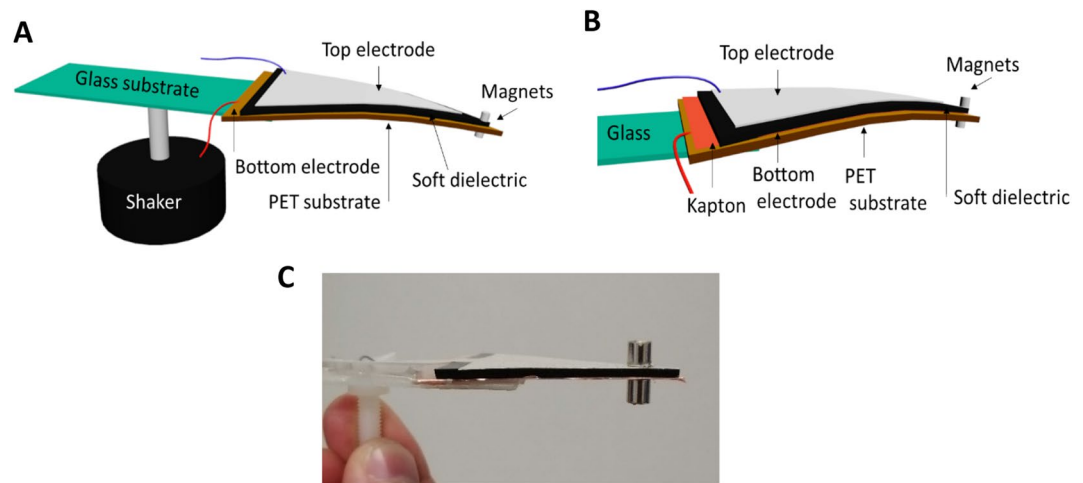 A
Top electrode
Glass substrate
Magnets
Bottom electrode
Soft dielectric
PET substrate
Shaker
B
Top electrode
Magnets
Glass
Bottom
electrode
PET
substrate
Kapton
Soft dielectric
C